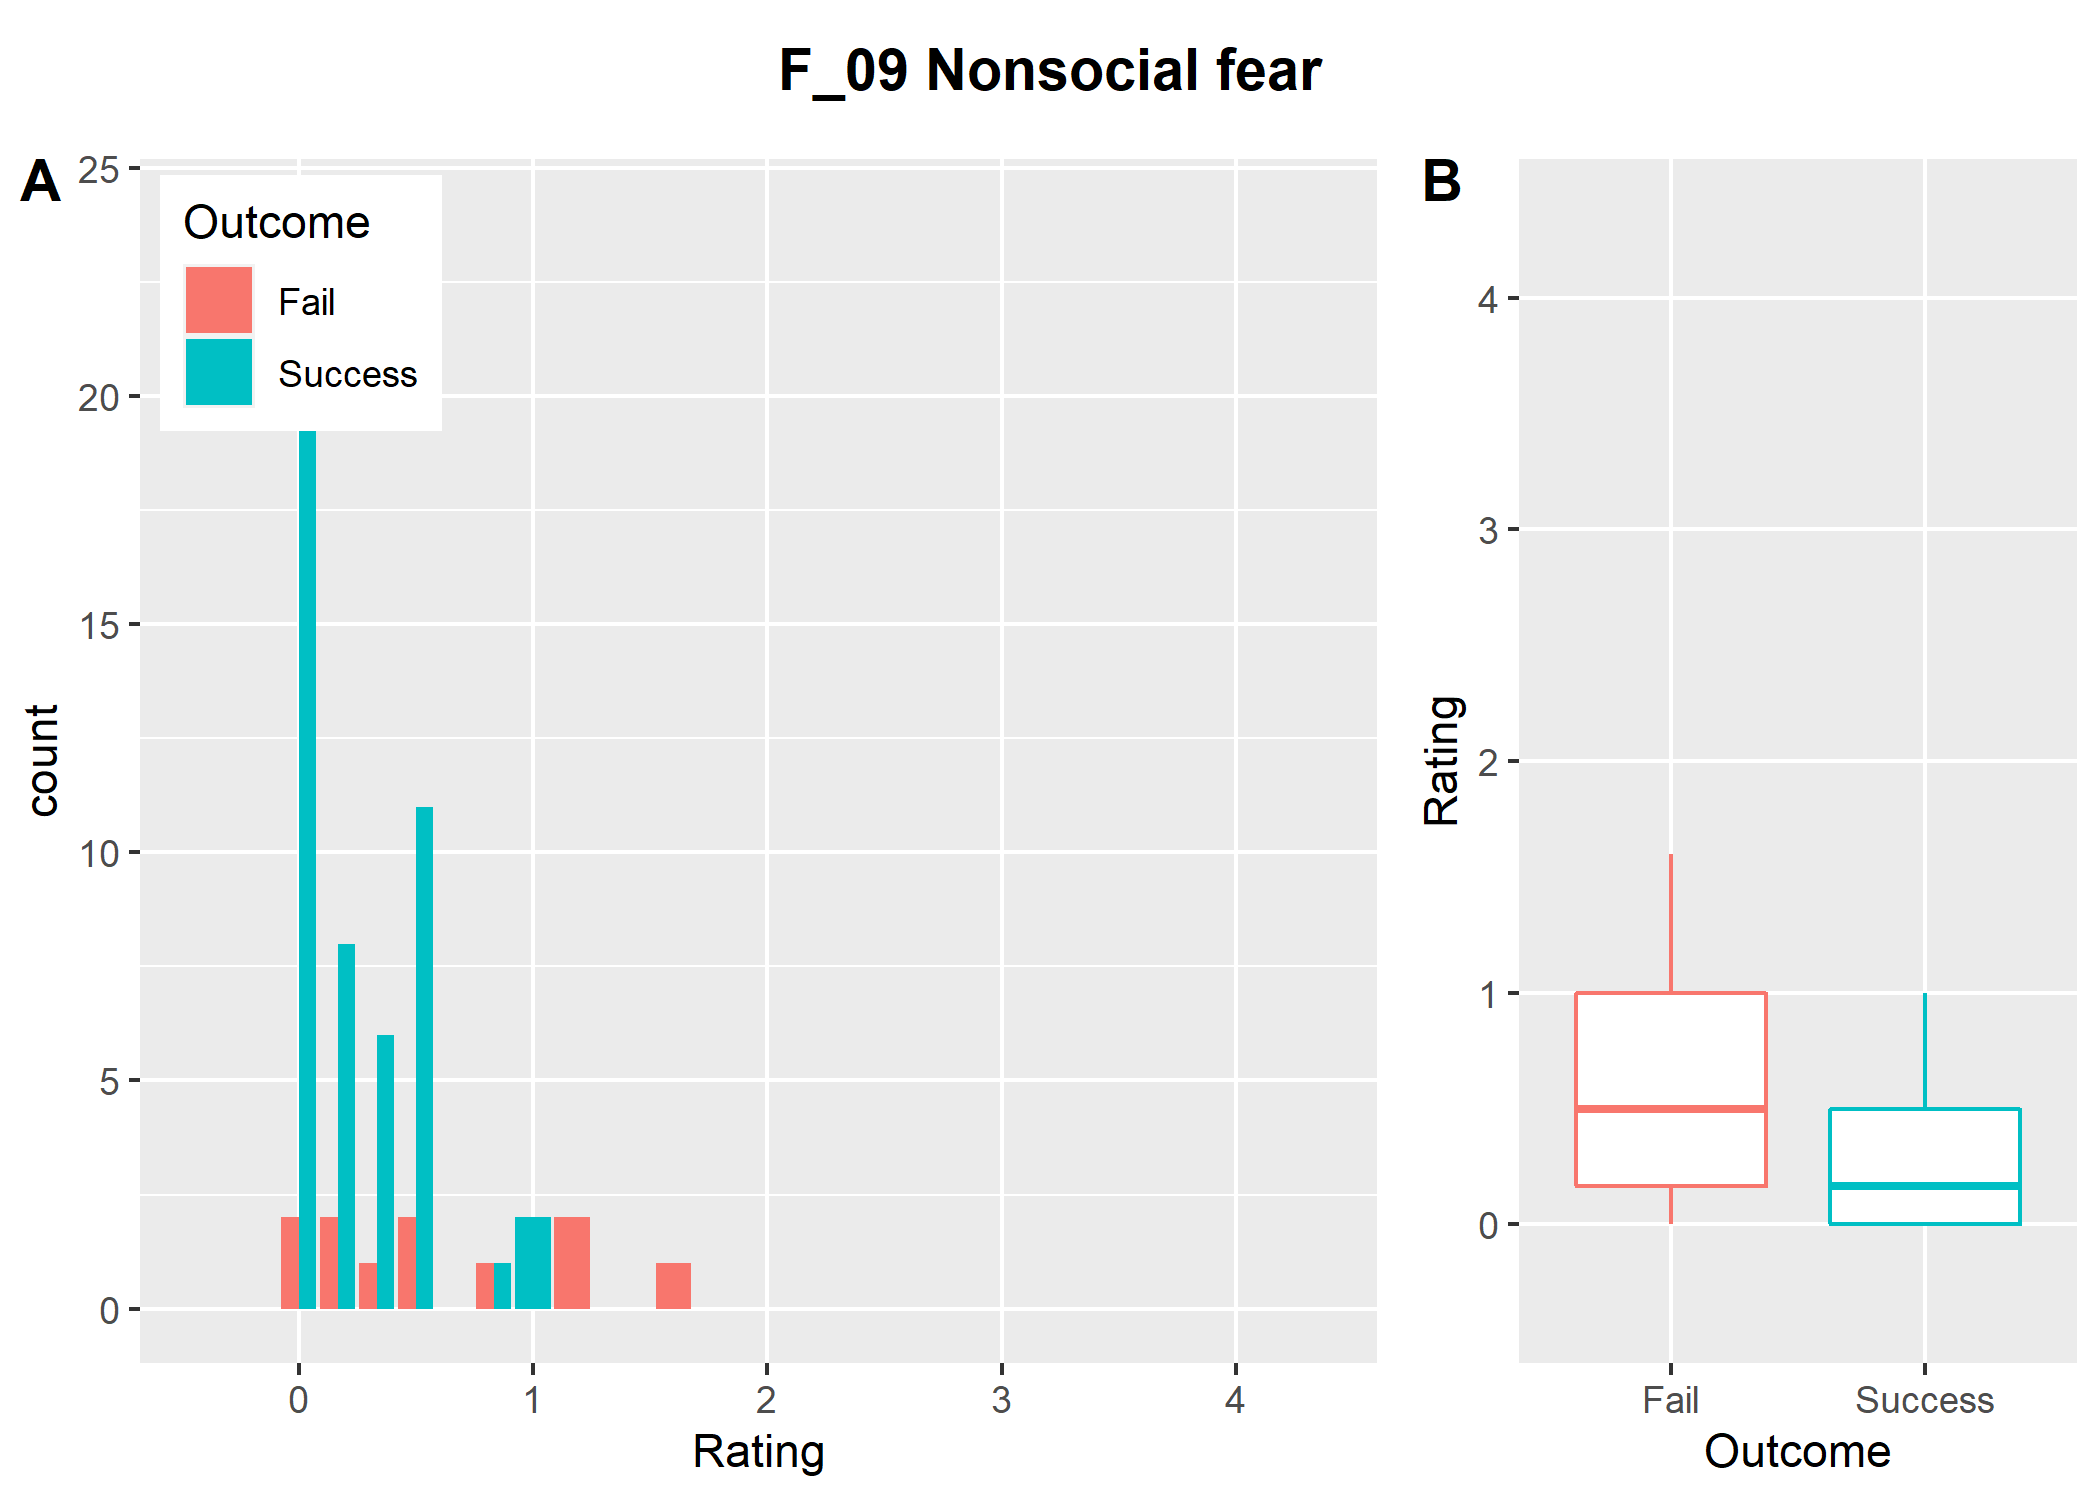 F_09 Nonsocial fear
A
25
20
15
10
5
0
count
Outcome
Fail
Success
0 1 2 3 4
Rating
B
4
3
2
1
0
Rating
Fail Success
Outcome